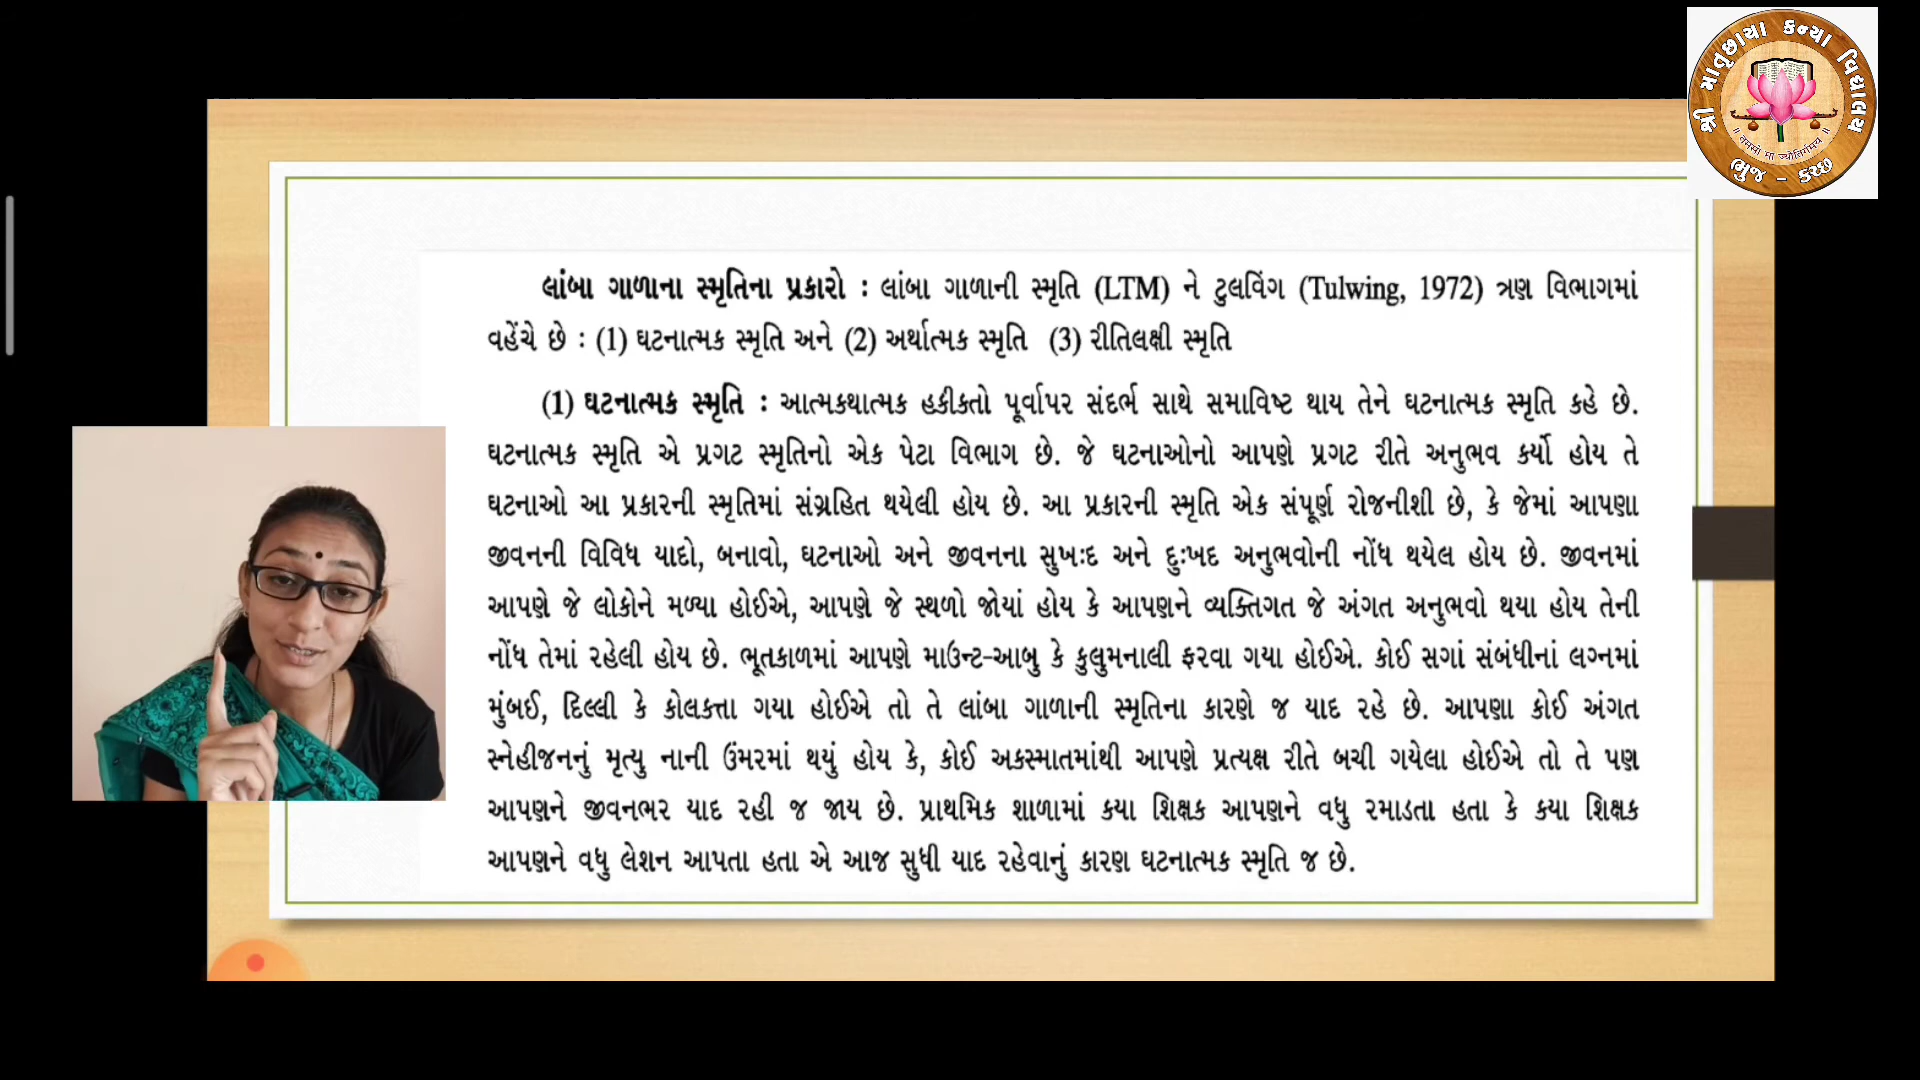 શ્રી માતૃછાયા કન્યા વિદ્યાલય
॥ तमसो मा ज्योतिर्गमय ॥
ભુજ - કચ્છ
લાંબા ગાળાના સ્મૃતિના પ્રકારો : લાંબા ગાળાની સ્મૃતિ (LTM) ને ટુલવિંગ (Tulwing, 1972) ત્રણ વિભાગમાં
વહેંચે છે : (1) ઘટનાત્મક સ્મૃતિ અને (2) અર્થાત્મક સ્મૃતિ (3) રીતિલક્ષી સ્મૃતિ
(1) ઘટનાત્મક સ્મૃતિ : આત્મકથાત્મક હકીકતો પૂર્વાપર સંદર્ભ સાથે સમાવિષ્ટ થાય તેને ઘટનાત્મક સ્મૃતિ કહે છે.
ઘટનાત્મક સ્મૃતિ એ પ્રગટ સ્મૃતિનો એક પેટા વિભાગ છે. જે ઘટનાઓનો આપણે પ્રગટ રીતે અનુભવ કર્યો હોય તે
ઘટનાઓ આ પ્રકારની સ્મૃતિમાં સંગ્રહિત થયેલી હોય છે. આ પ્રકારની સ્મૃતિ એક સંપૂર્ણ રોજનીશી છે, કે જેમાં આપણા
જીવનની વિવિધ યાદો, બનાવો, ઘટનાઓ અને જીવનના સુખઃદ અને દુઃખદ અનુભવોની નોંધ થયેલ હોય છે. જીવનમાં
આપણે જે લોકોને મળ્યા હોઈએ, આપણે જે સ્થળો જોયાં હોય કે આપણને વ્યક્તિગત જે અંગત અનુભવો થયા હોય તેની
નોંધ તેમાં રહેલી હોય છે. ભૂતકાળમાં આપણે માઉન્ટ-આબુ કે કુલુમનાલી ફરવા ગયા હોઈએ. કોઈ સગાં સંબંધીનાં લગ્નમાં
મુંબઈ, દિલ્લી કે કોલકત્તા ગયા હોઈએ તો તે લાંબા ગાળાની સ્મૃતિના કારણે જ યાદ રહે છે. આપણા કોઈ અંગત
સ્નેહીજનનું મૃત્યુ નાની ઉંમરમાં થયું હોય કે, કોઈ અકસ્માતમાંથી આપણે પ્રત્યક્ષ રીતે બચી ગયેલા હોઈએ તો તે પણ
આપણને જીવનભર યાદ રહી જ જાય છે. પ્રાથમિક શાળામાં કયા શિક્ષક આપણને વધુ રમાડતા હતા કે કયા શિક્ષક
આપણને વધુ લેશન આપતા હતા એ આજ સુધી યાદ રહેવાનું કારણ ઘટનાત્મક સ્મૃતિ જ છે.